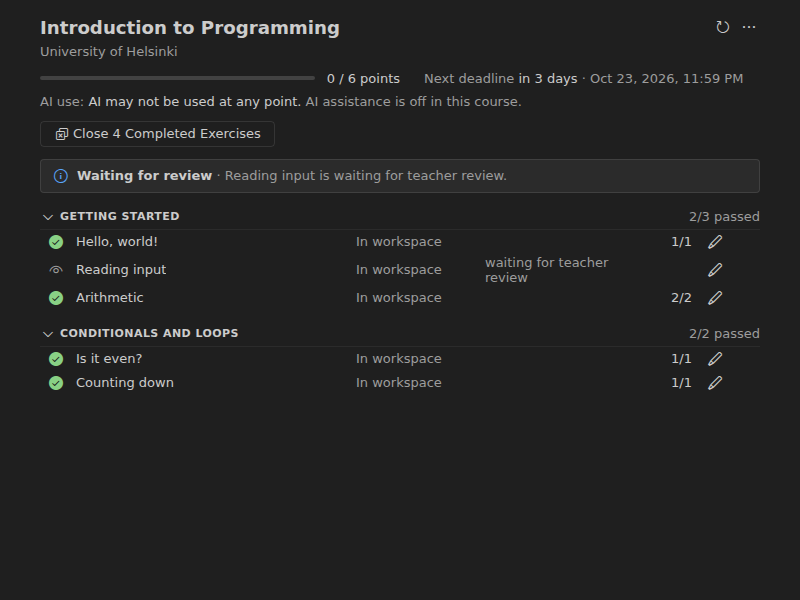 Introduction to Programming
University of Helsinki
0 / 6 points Next deadline in 3 days · Oct 23, 2026, 11:59 PM
AI use: AI may not be used at any point. AI assistance is off in this course.
Close 4 Completed Exercises
Waiting for review · Reading input is waiting for teacher review.
GETTING STARTED 2/3 passed
Hello, world! In workspace 1/1
Reading input In workspace waiting for teacher review
Arithmetic In workspace 2/2
CONDITIONALS AND LOOPS 2/2 passed
Is it even? In workspace 1/1
Counting down In workspace 1/1